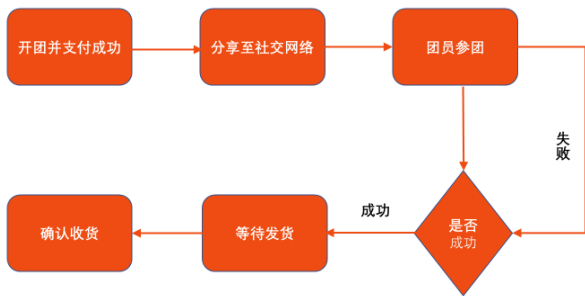 开团并支付成功
分享至社交网络
团员参团
失
败
确认收货
等待发货
成功
是否
成功